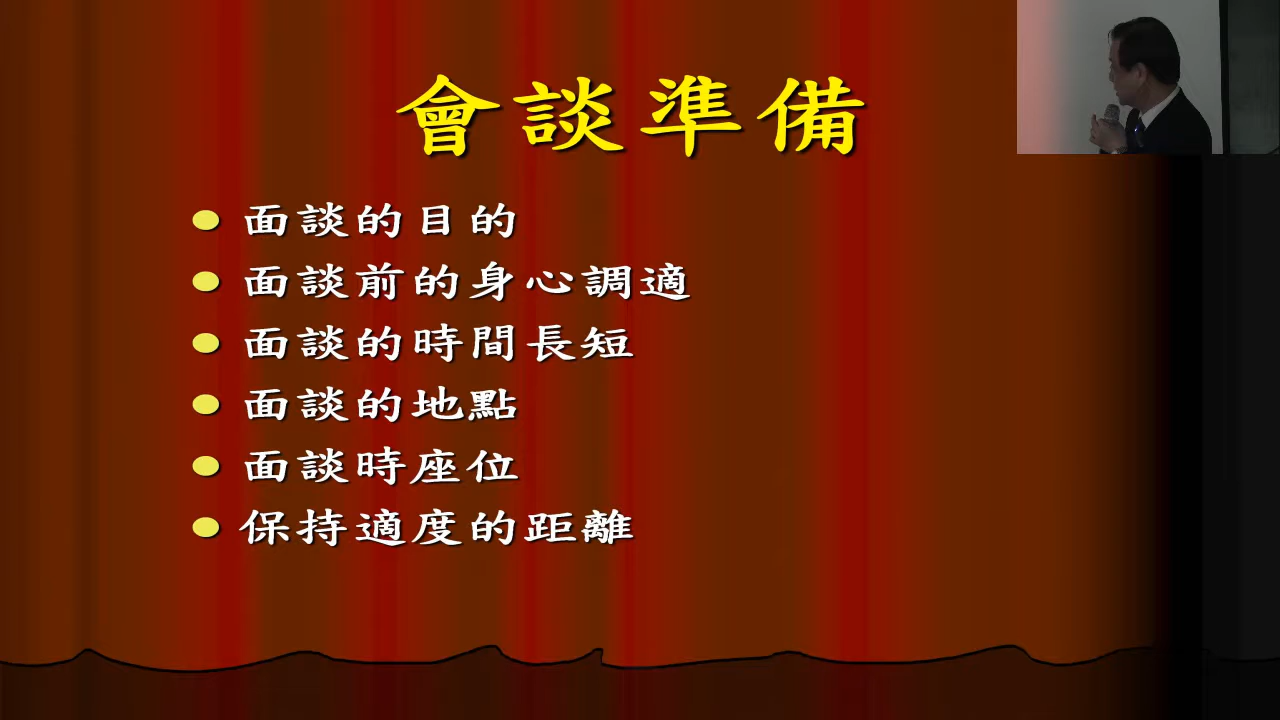 會談準備
面談的目的
面談前的身心調適
面談的時間長短
面談的地點
面談時座位
保持適度的距離